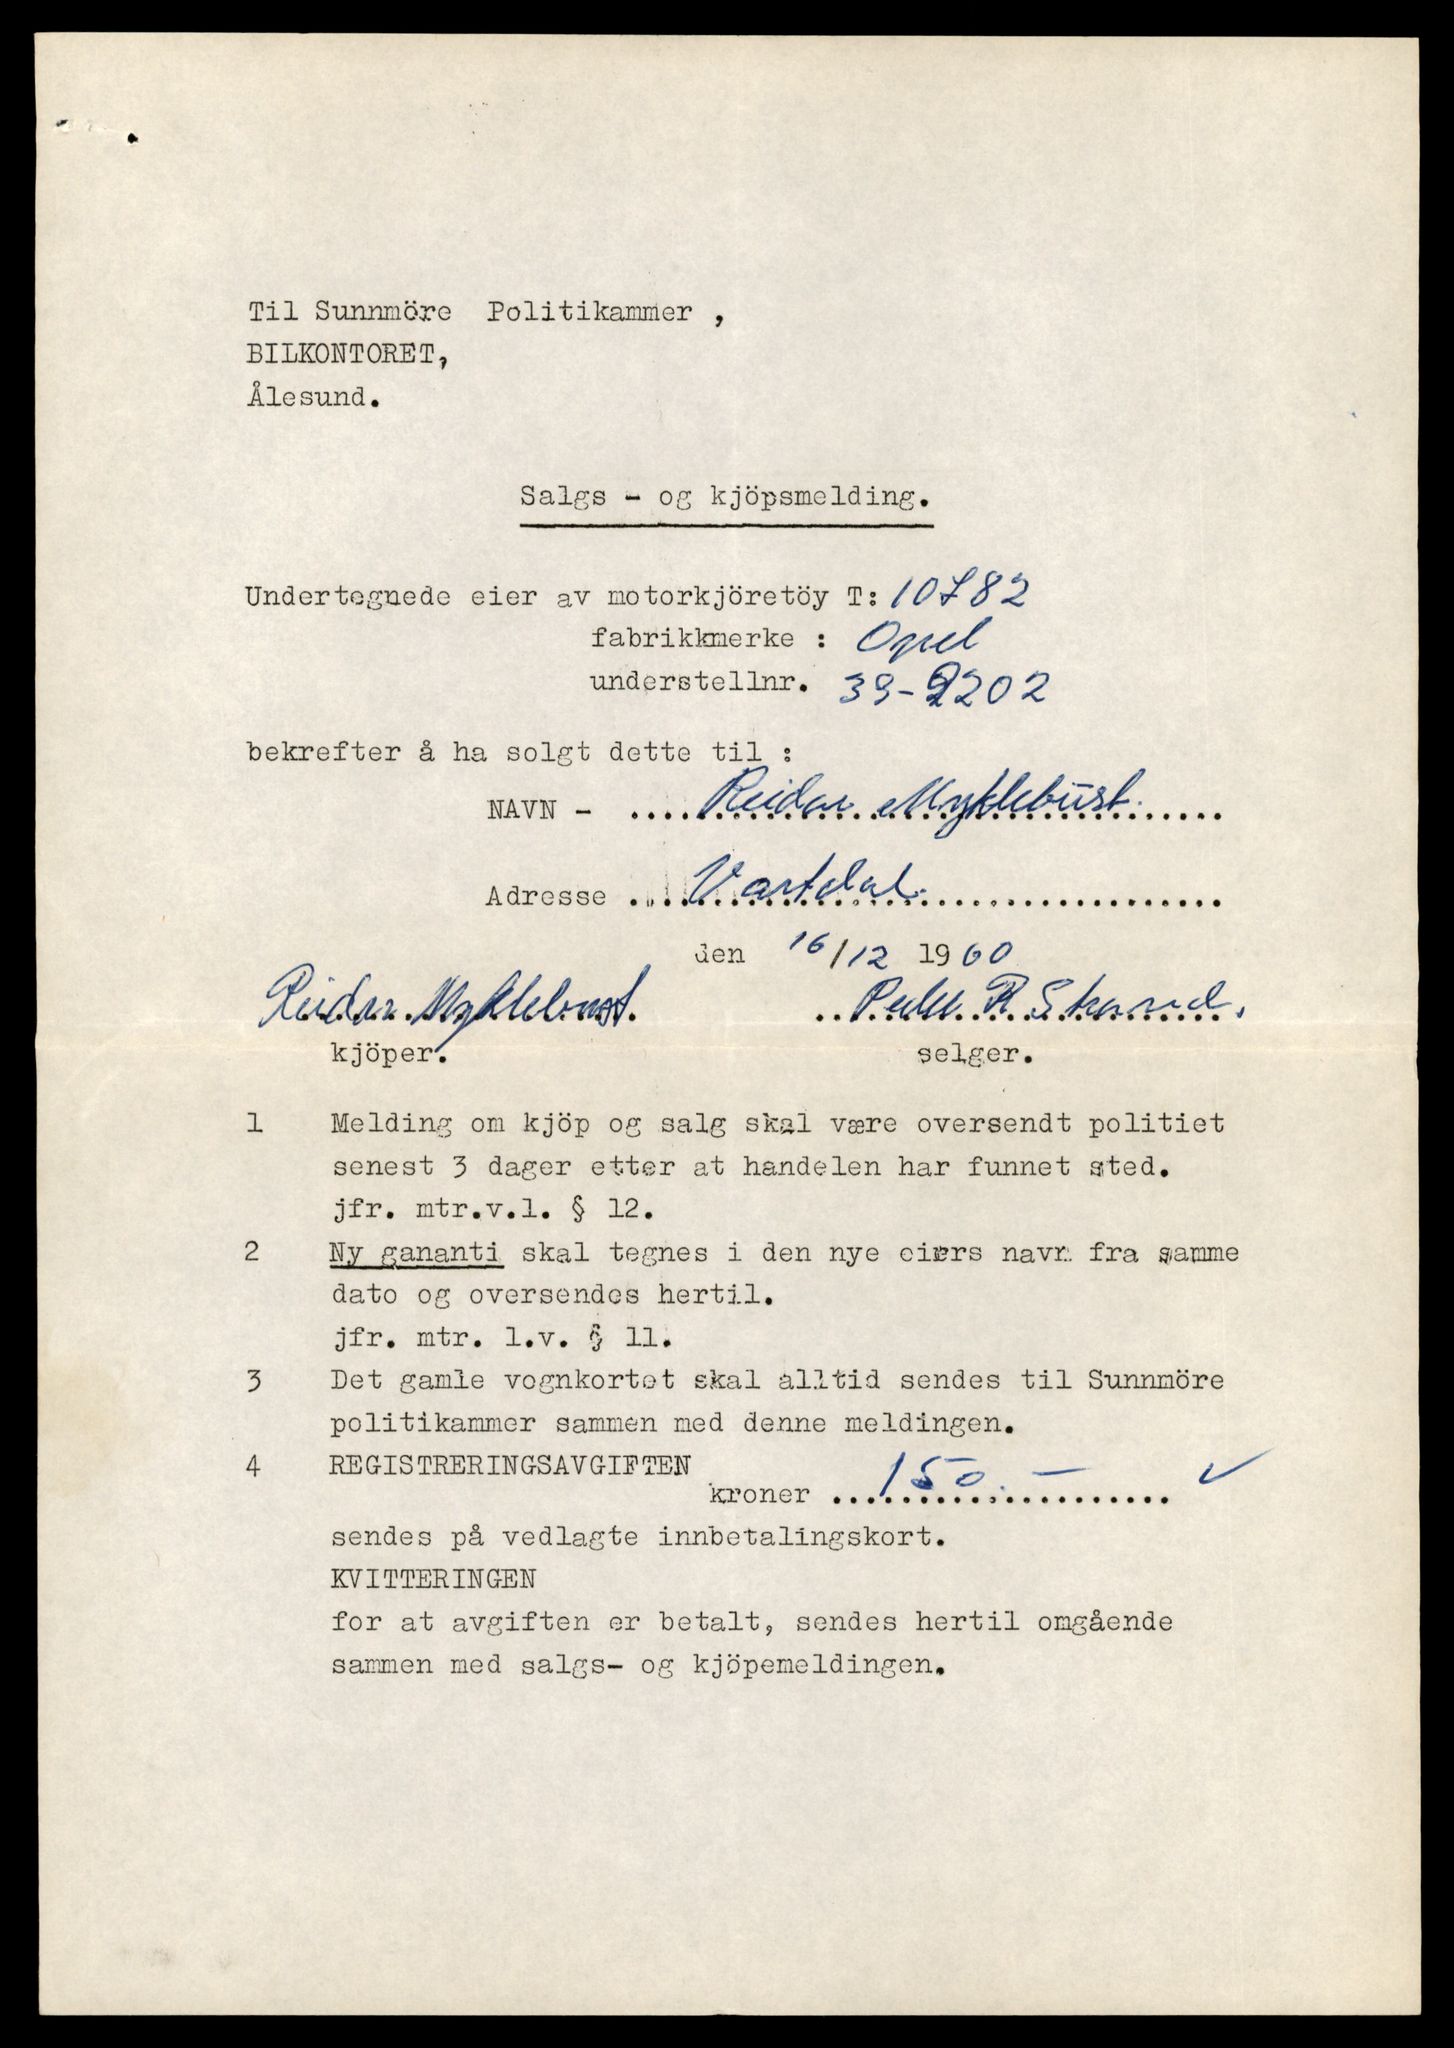 Til Sunnmöre Politikammer ,
BILKONTORET,
Ålesund.
Salgs - og kjöpsmelding.
Undertegnede eier av motorkjöretöy T: 10782
fabrikkmerke : Opel
understellnr. 39-2202
bekrefter å ha solgt dette til :
NAVN - Reidar Myklebust
Adresse Vartdal
den 16/12 1960
Reidar Myklebust Peder R Strand.
kjöper. selger.
1 Melding om kjöp og salg skal være oversendt politiet
senest 3 dager etter at handelen har funnet sted.
jfr. mtr.v.l. § 12.
2 Ny gananti skal tegnes i den nye eiers navn fra samme
dato og oversendes hertil.
jfr. mtr. l.v. § 11.
3 Det gamle vognkortet skal alltid sendes til Sunnmöre
politikammer sammen med denne meldingen.
4 REGISTRERINGSAVGIFTEN
kroner 150.-
sendes på vedlagte innbetalingskort.
KVITTERINGEN
for at avgiften er betalt, sendes hertil omgående
sammen med salgs- og kjöpemeldingen.